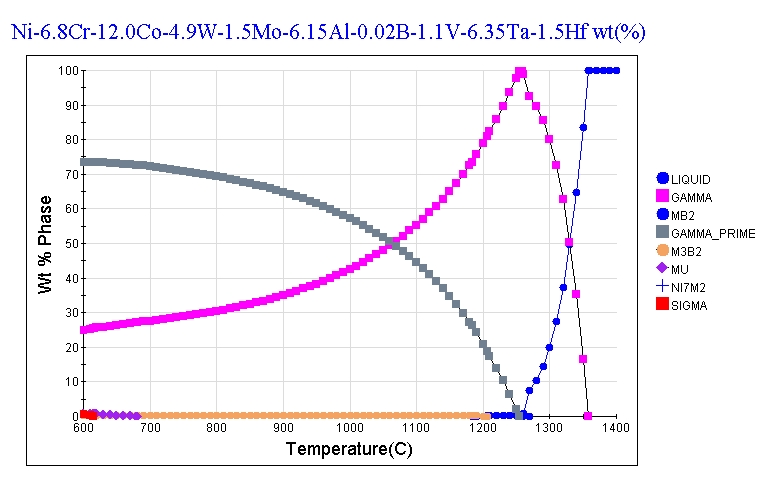 Ni-6.8Cr-12.0Co-4.9W-1.5Mo-6.15Al-0.02B-1.1V-6.35Ta-1.5Hf wt(%)
100
90
80
70
60
50
40
30
20
10
0
Wt % Phase
600 700 800 900 1000 1100 1200 1300 1400
Temperature(C)
LIQUID
GAMMA
MB2
GAMMA_PRIME
M3B2
MU
NI7M2
SIGMA